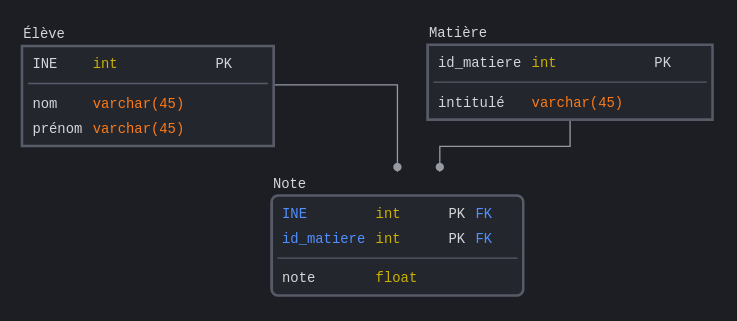 Élève
INE int PK
nom varchar(45)
prénom varchar(45)
Matière
id_matiere int PK
intitulé varchar(45)
Note
INE int PK FK
id_matiere int PK FK
note float